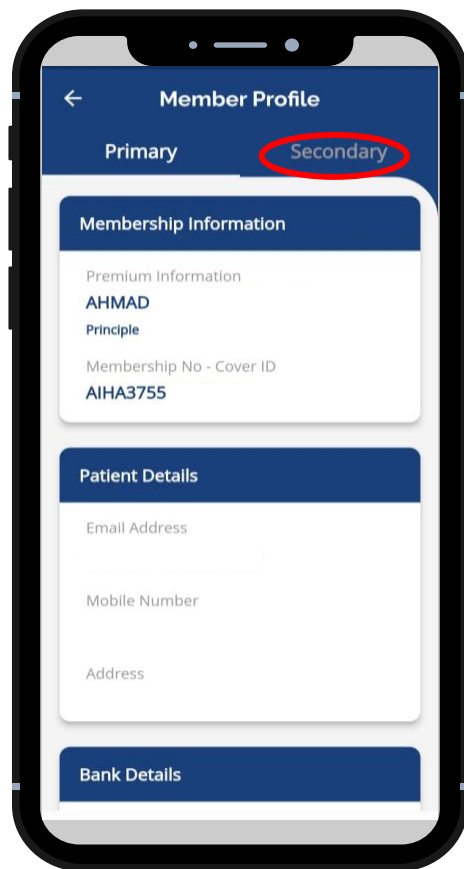 Member Profile
Primary Secondary
Membership Information
Premium Information
AHMAD
Principle
Membership No - Cover ID
AIHA3755
Patient Details
Email Address
Mobile Number
Address
Bank Details